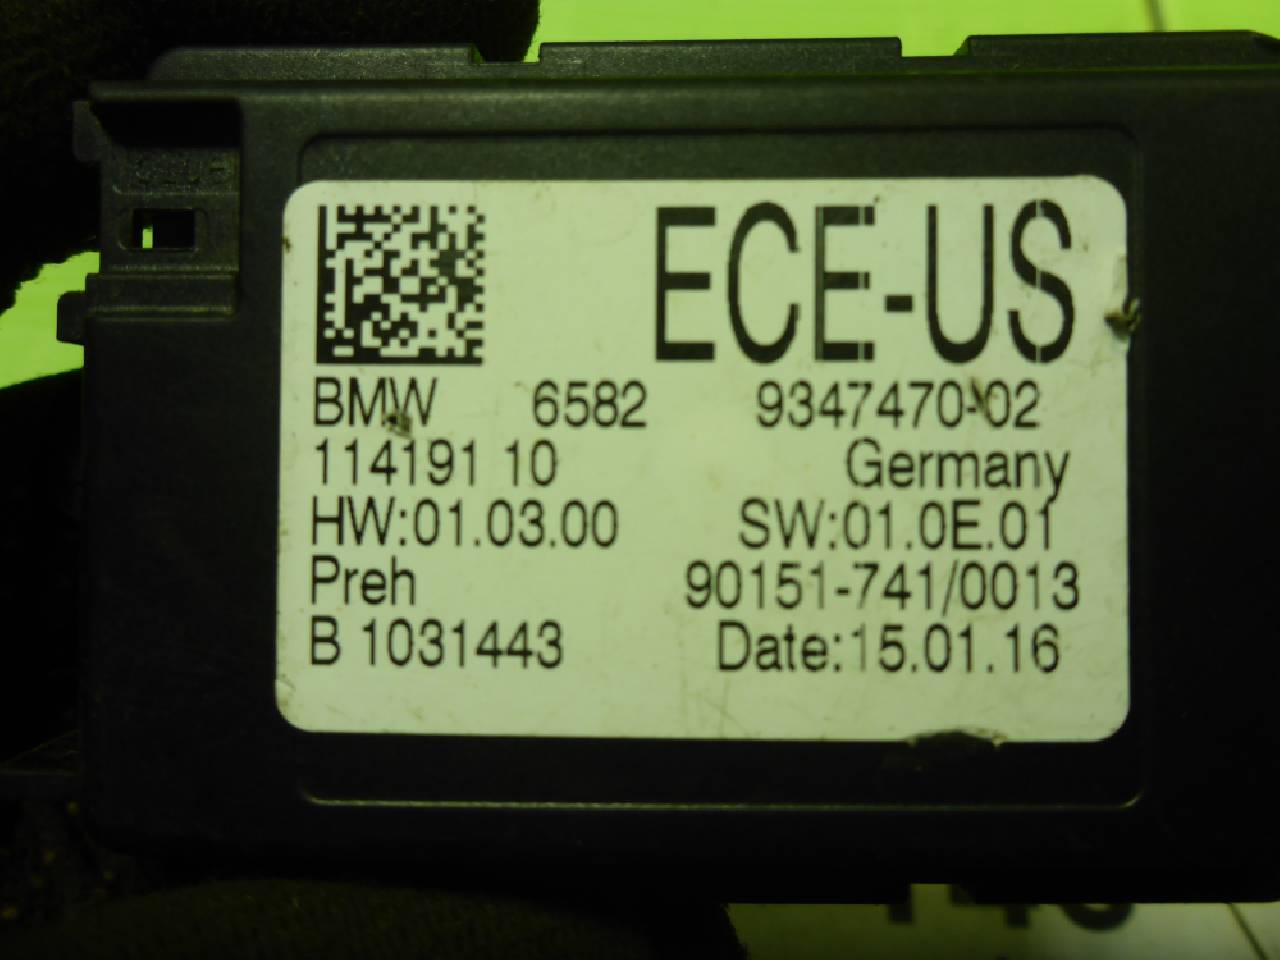 ECE-US
BMW 6582 9347470-02
114191 10 Germany
HW:01.03.00 SW:01.0E.01
Preh 90151-741/0013
B 1031443 Date:15.01.16